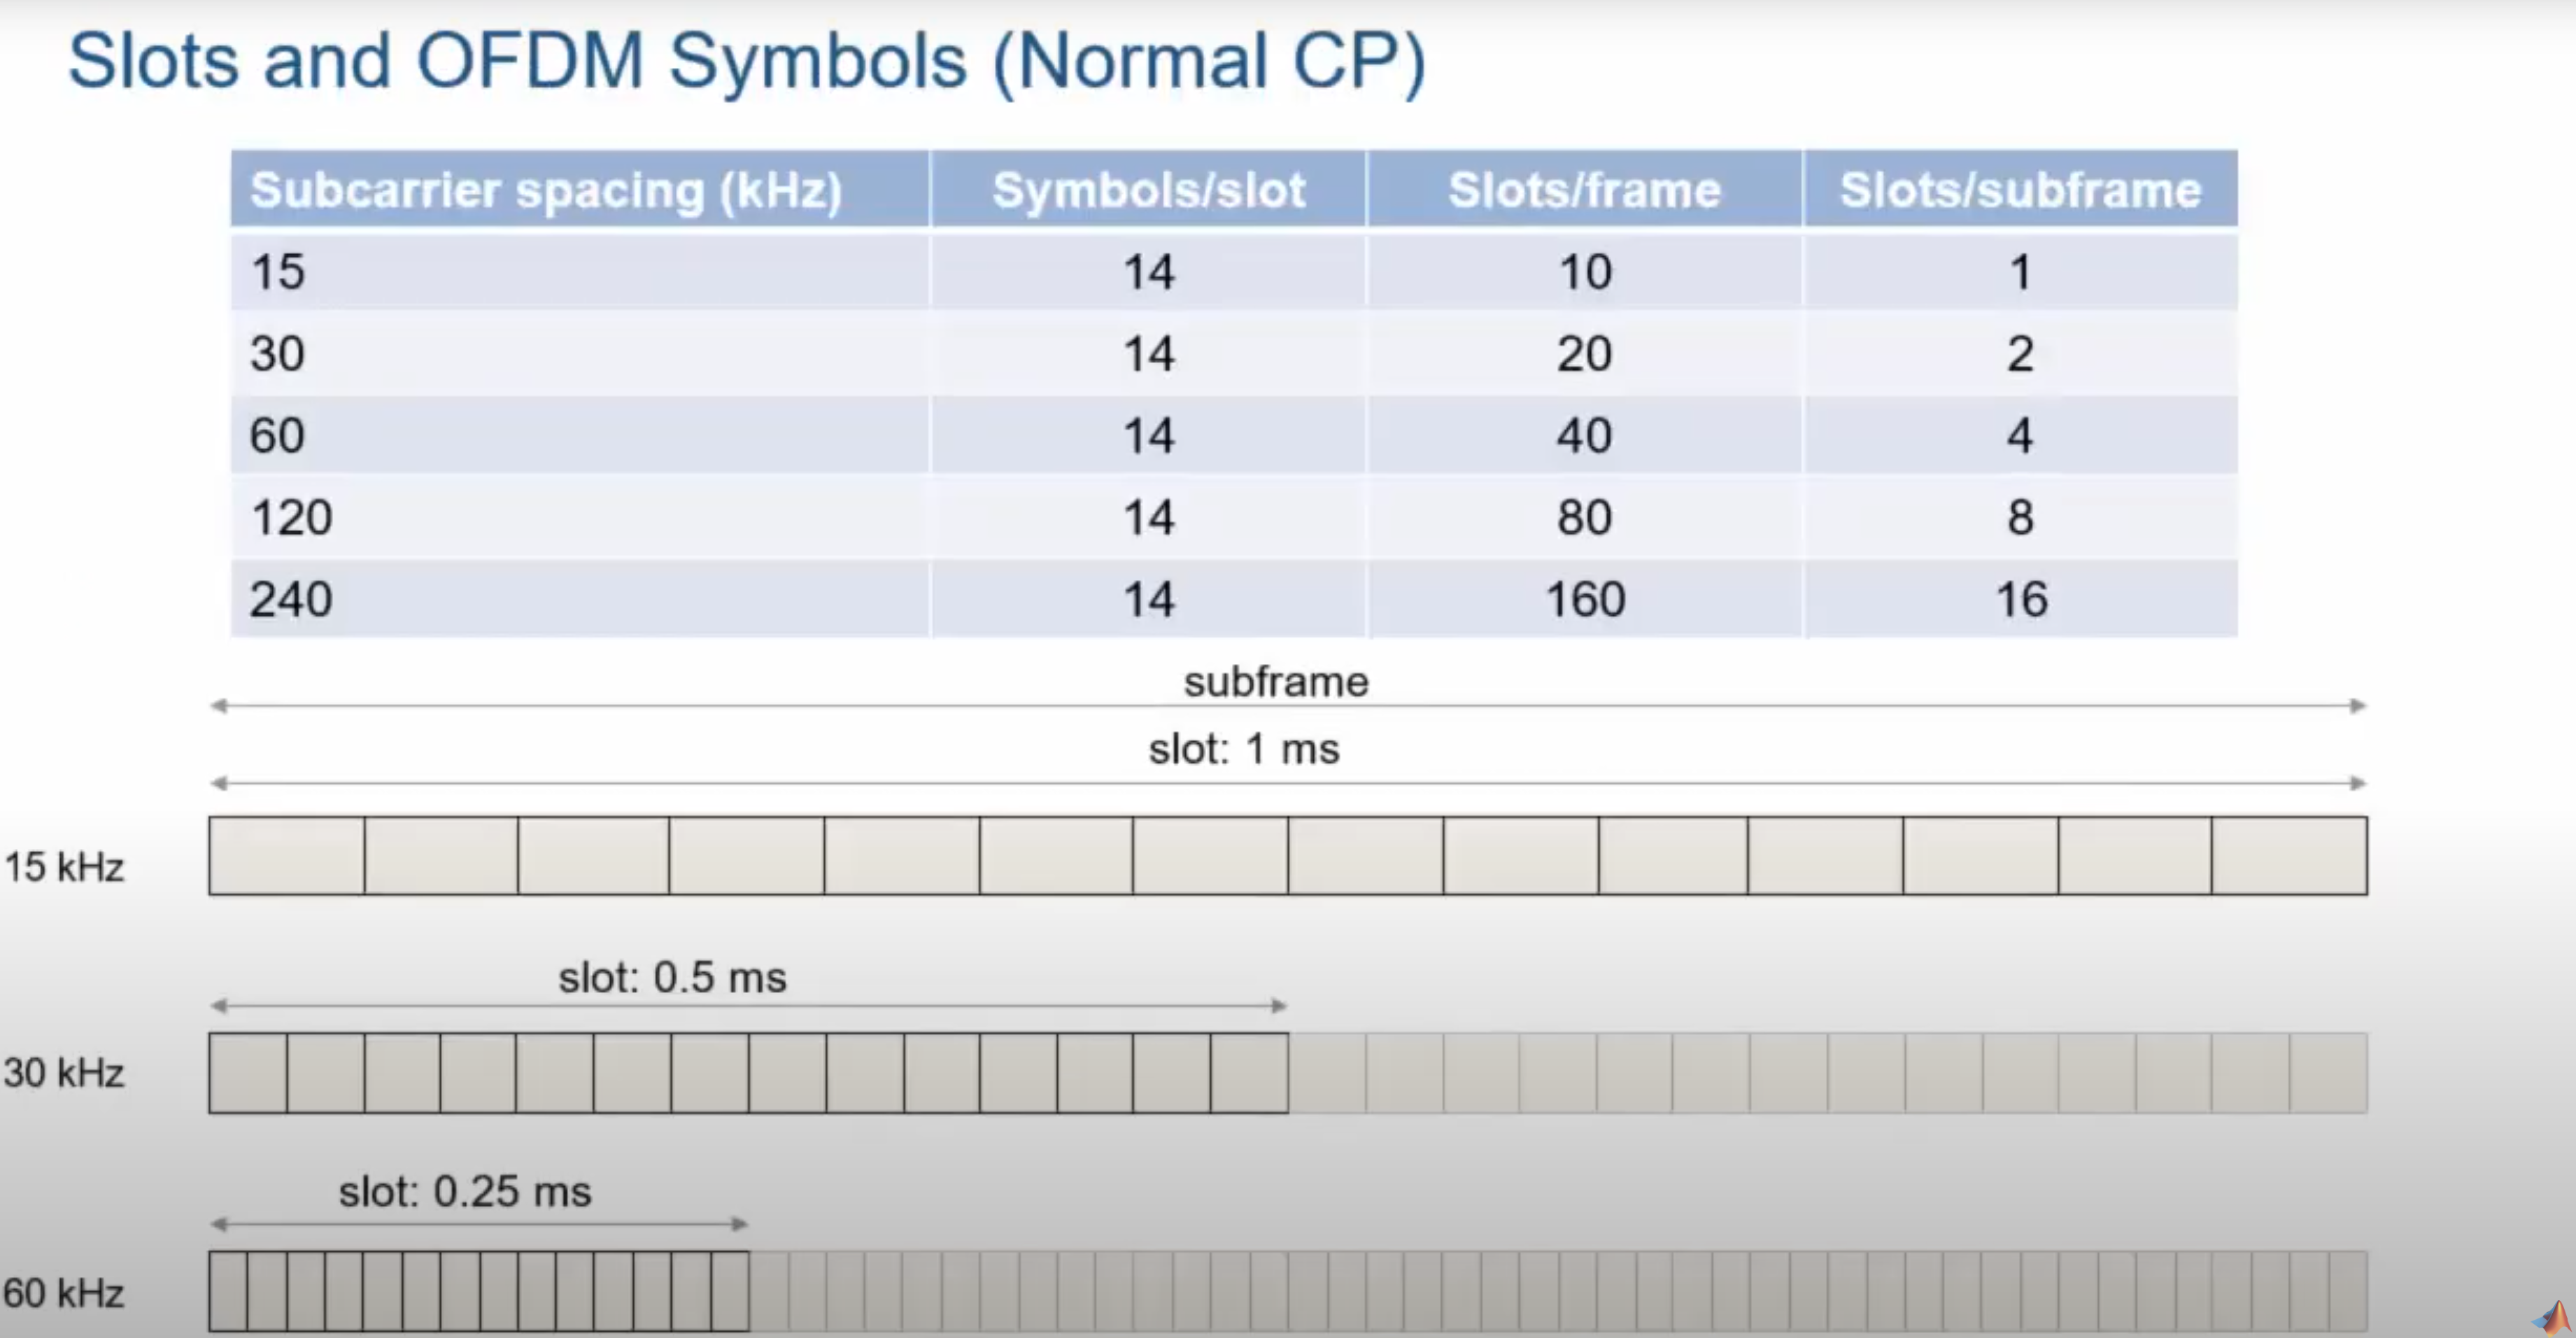 Slots and OFDM Symbols (Normal CP)
Subcarrier spacing (kHz) Symbols/slot Slots/frame Slots/subframe
15 14 10 1
30 14 20 2
60 14 40 4
120 14 80 8
240 14 160 16
subframe
slot: 1 ms
15 kHz
slot: 0.5 ms
30 kHz
slot: 0.25 ms
60 kHz